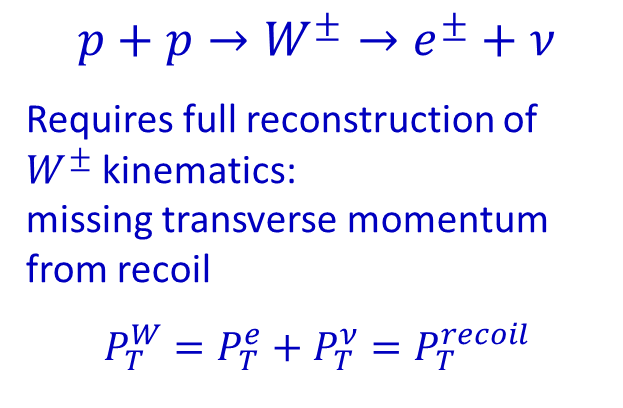 p + p → W± → e± + ν
Requires full reconstruction of
W± kinematics:
missing transverse momentum
from recoil
P_T^W = P_T^e + P_T^ν = P_T^recoil